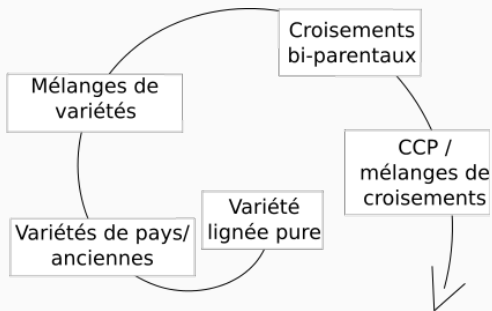 Croisements
bi-parentaux
Mélanges de
variétés
CCP /
mélanges de
croisements
Variété
lignée pure
Variétés de pays/
anciennes